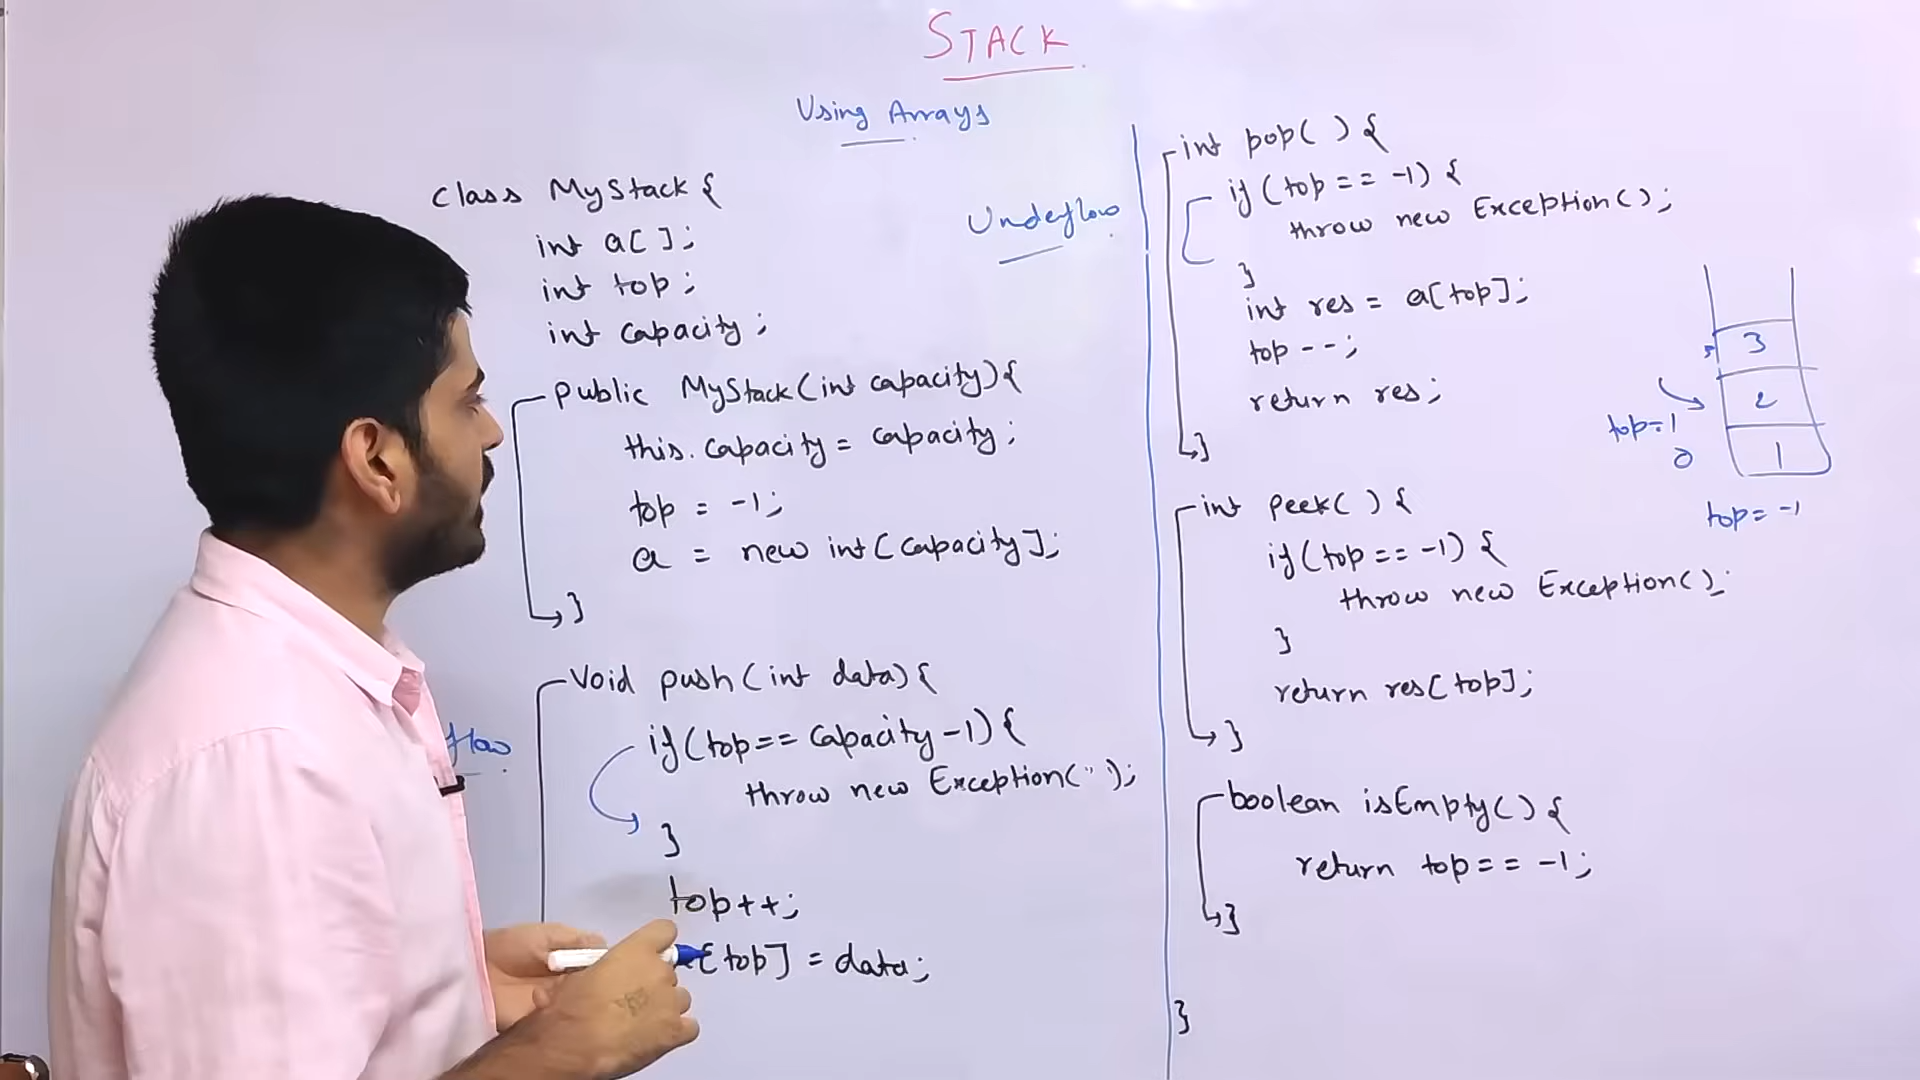 STACK
Using Arrays
class MyStack {
int a[ ];
int top;
int capacity;
public MyStack(int capacity){
this.capacity = capacity;
top = -1;
a = new int[capacity];
}
void push(int data){
if(top == capacity-1){
throw new Exception(" ");
}
top++;
[top] = data;
flow
Underflow
int pop( ) {
if(top == -1) {
throw new Exception();
}
int res = a[top];
top--;
return res;
}
int peek( ) {
if(top == -1) {
throw new Exception();
}
return res[top];
}
boolean isEmpty() {
return top == -1;
}
}
3
2
top=1
0
1
top= -1